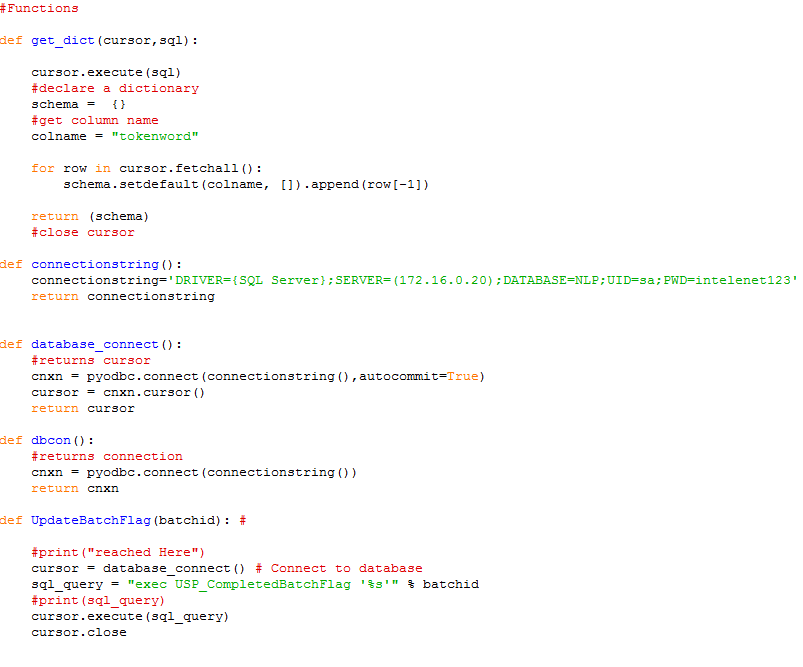 #Functions
def get_dict(cursor,sql):
cursor.execute(sql)
#declare a dictionary
schema =  {}
#get column name
colname = "tokenword"
for row in cursor.fetchall():
schema.setdefault(colname, []).append(row[-1])
return (schema)
#close cursor
def connectionstring():
connectionstring='DRIVER={SQL Server};SERVER=(172.16.0.20);DATABASE=NLP;UID=sa;PWD=intelenet123'
return connectionstring
def database_connect():
#returns cursor
cnxn = pyodbc.connect(connectionstring(),autocommit=True)
cursor = cnxn.cursor()
return cursor
def dbcon():
#returns connection
cnxn = pyodbc.connect(connectionstring())
return cnxn
def UpdateBatchFlag(batchid): #
#print("reached Here")
cursor = database_connect() # Connect to database
sql_query = "exec USP_CompletedBatchFlag '%s'" % batchid
#print(sql_query)
cursor.execute(sql_query)
cursor.close